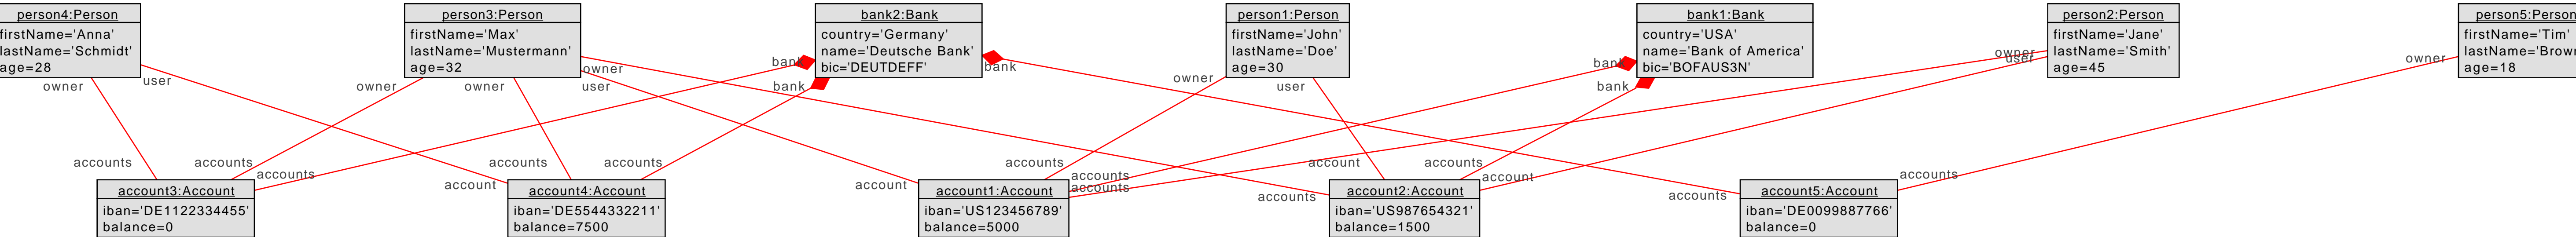 person4:Person
firstName='Anna'
lastName='Schmidt'
age=28
person3:Person
firstName='Max'
lastName='Mustermann'
age=32
bank2:Bank
country='Germany'
name='Deutsche Bank'
bic='DEUTDEFF'
person1:Person
firstName='John'
lastName='Doe'
age=30
bank1:Bank
country='USA'
name='Bank of America'
bic='BOFAUS3N'
person2:Person
firstName='Jane'
lastName='Smith'
age=45
person5:Person
firstName='Tim'
lastName='Brown
age=18
owner
user
owner
owner
owner
user
bank
bank
bank
owner
user
bank
bank
owner
user
owner
accounts
accounts
accounts
account
accounts
accounts
account
accounts
accounts
accounts
accounts
account
accounts
account
accounts
accounts
account3:Account
iban='DE1122334455'
balance=0
account4:Account
iban='DE5544332211'
balance=7500
account1:Account
iban='US123456789'
balance=5000
account2:Account
iban='US987654321'
balance=1500
account5:Account
iban='DE0099887766'
balance=0